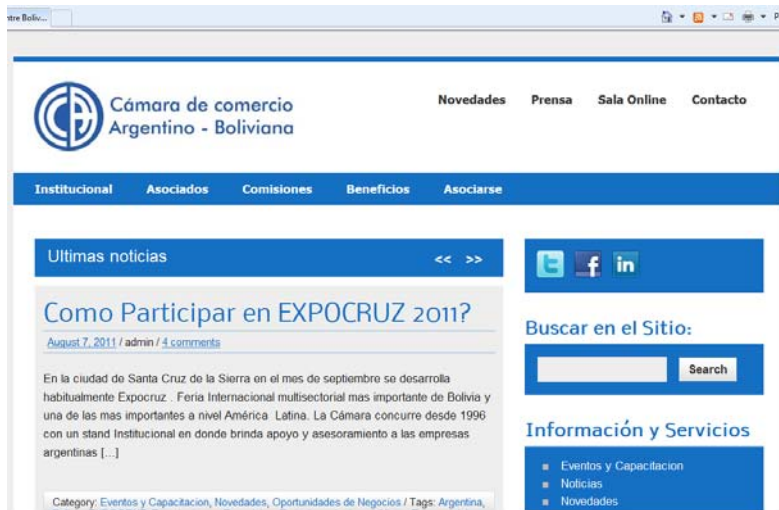 ntre Boliv...
Cámara de comercio
Argentino - Boliviana
Novedades Prensa Sala Online Contacto
Institucional Asociados Comisiones Beneficios Asociarse
Ultimas noticias << >>
Como Participar en EXPOCRUZ 2011?
August 7, 2011 / admin / 4 comments
En la ciudad de Santa Cruz de la Sierra en el mes de septiembre se desarrolla
habitualmente Expocruz . Feria Internacional multisectorial mas importante de Bolivia y
una de las mas importantes a nivel América Latina. La Cámara concurre desde 1996
con un stand Institucional en donde brinda apoyo y asesoramiento a las empresas
argentinas [...]
Category: Eventos y Capacitacion, Novedades, Oportunidades de Negocios / Tags: Argentina,
t f in
Buscar en el Sitio:
Search
Información y Servicios
Eventos y Capacitacion
Noticias
Novedades